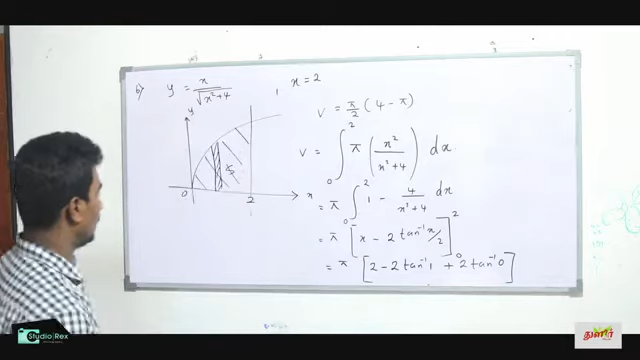 6) y = x / √(x²+4) , x = 2
V = π/2 (4 − π)
y
V = ∫₀² π (x² / (x²+4)) dx
= π ∫₀² 1 − 4/(x²+4) dx
0 2 x
= π [x − 2 tan⁻¹ x/2]₀²
= π [2 − 2 tan⁻¹ 1 + 2 tan⁻¹ 0]
Studio Rex
துளிர்